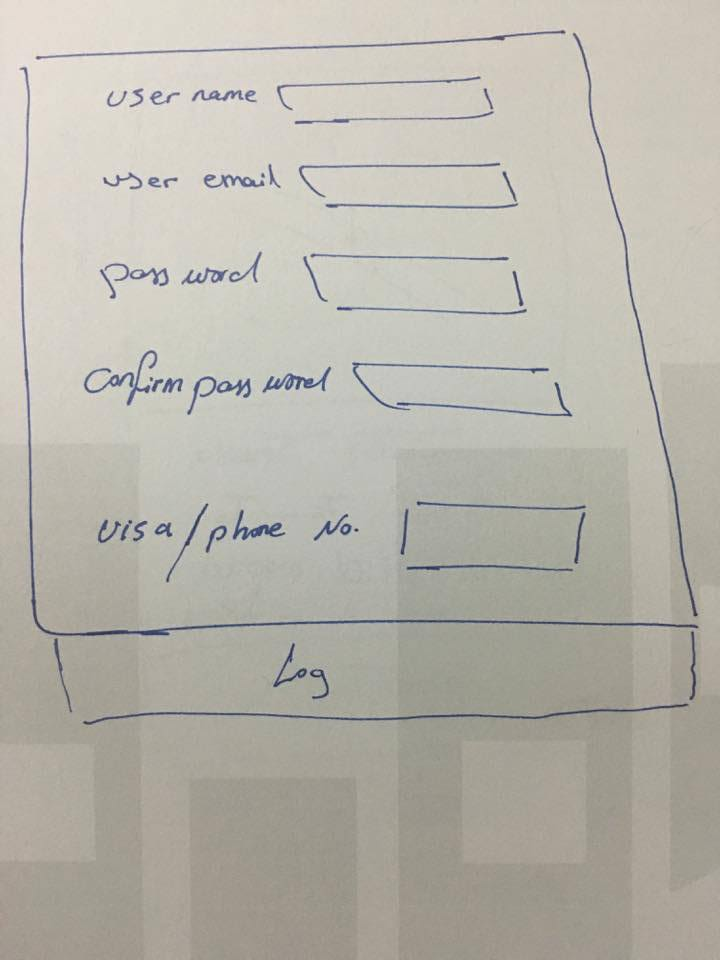 user name
user email
pass word
Confirm pass word
visa / phone No.
Log